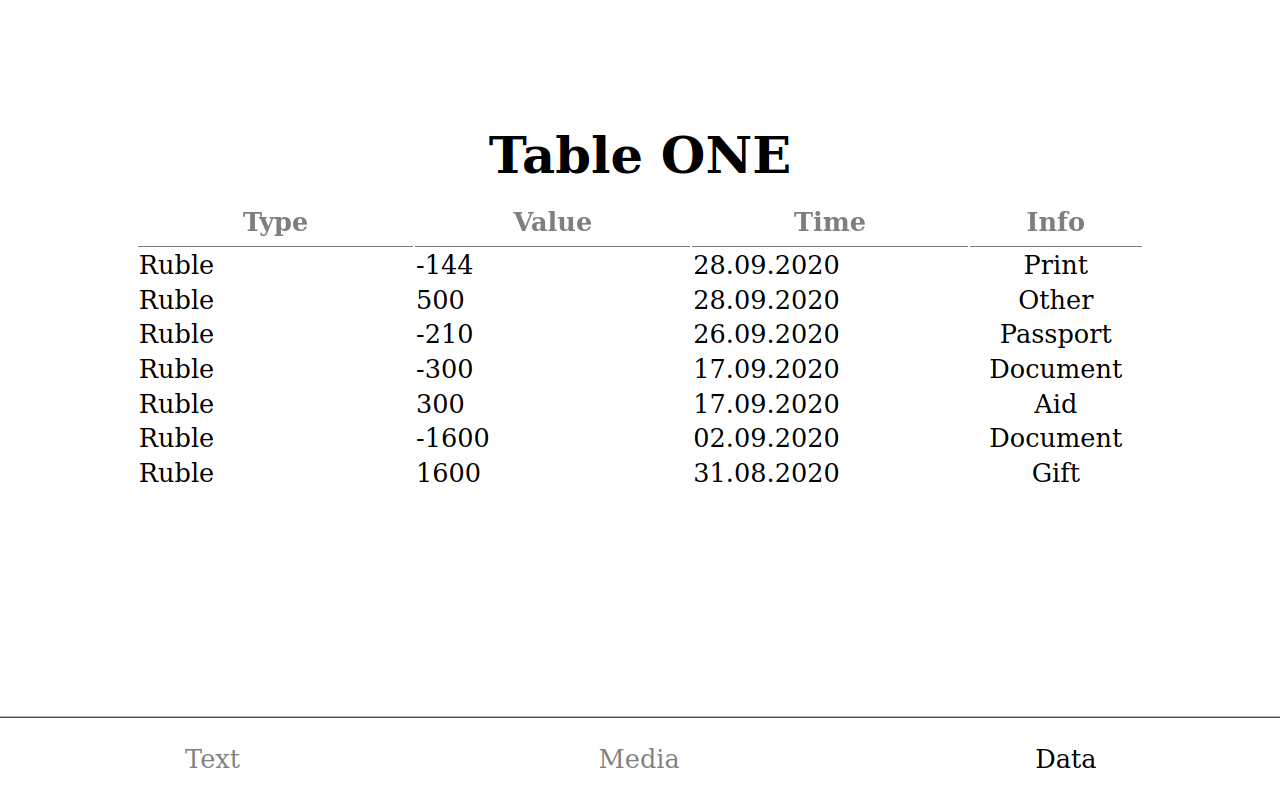 Table ONE
Type Value Time Info
Ruble -144 28.09.2020 Print
Ruble 500 28.09.2020 Other
Ruble -210 26.09.2020 Passport
Ruble -300 17.09.2020 Document
Ruble 300 17.09.2020 Aid
Ruble -1600 02.09.2020 Document
Ruble 1600 31.08.2020 Gift
Text Media Data